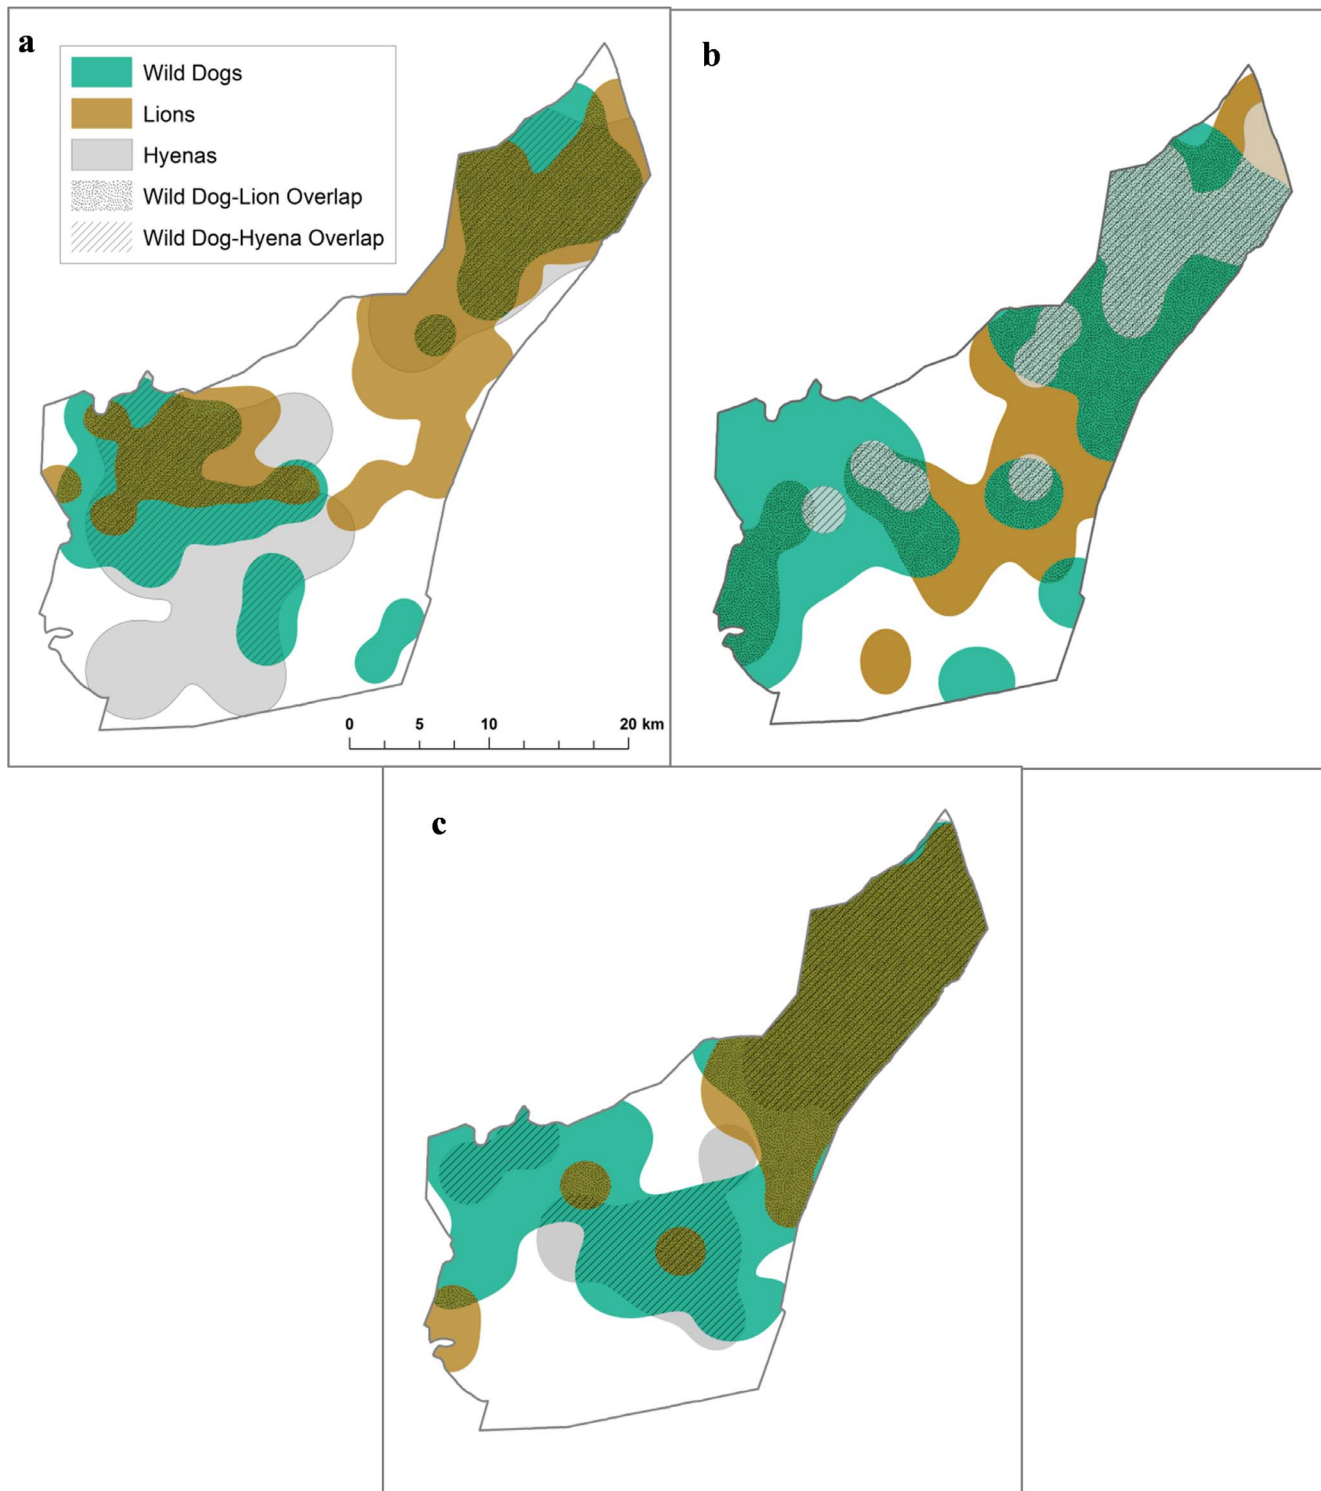 a
Wild Dogs
Lions
Hyenas
Wild Dog-Lion Overlap
Wild Dog-Hyena Overlap
0 5 10 20 km
b
c